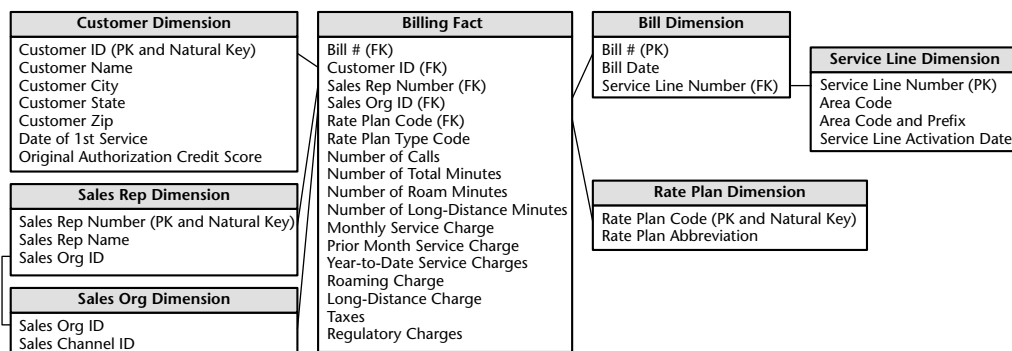 Customer Dimension
Customer ID (PK and Natural Key)
Customer Name
Customer City
Customer State
Customer Zip
Date of 1st Service
Original Authorization Credit Score
Sales Rep Dimension
Sales Rep Number (PK and Natural Key)
Sales Rep Name
Sales Org ID
Sales Org Dimension
Sales Org ID
Sales Channel ID
Billing Fact
Bill # (FK)
Customer ID (FK)
Sales Rep Number (FK)
Sales Org ID (FK)
Rate Plan Code (FK)
Rate Plan Type Code
Number of Calls
Number of Total Minutes
Number of Roam Minutes
Number of Long-Distance Minutes
Monthly Service Charge
Prior Month Service Charge
Year-to-Date Service Charges
Roaming Charge
Long-Distance Charge
Taxes
Regulatory Charges
Bill Dimension
Bill # (PK)
Bill Date
Service Line Number (FK)
Service Line Dimension
Service Line Number (PK)
Area Code
Area Code and Prefix
Service Line Activation Date
Rate Plan Dimension
Rate Plan Code (PK and Natural Key)
Rate Plan Abbreviation